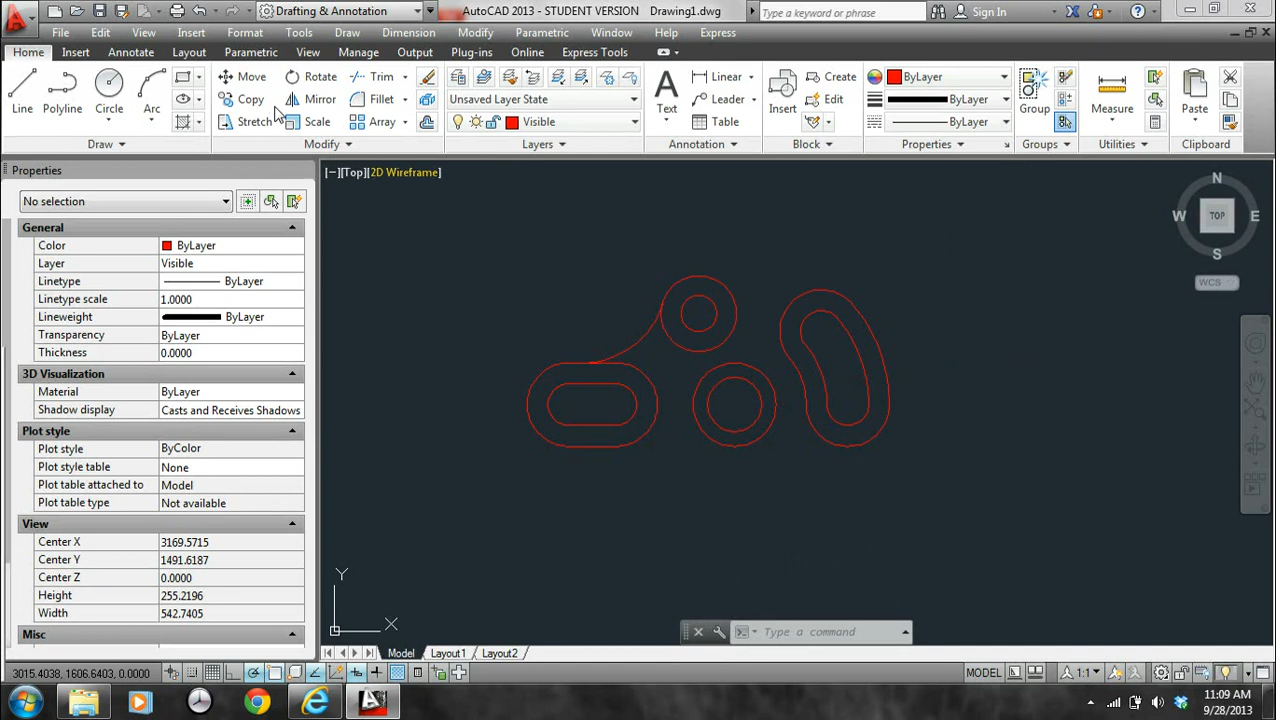 Drafting & Annotation
AutoCAD 2013 - STUDENT VERSION Drawing1.dwg
Type a keyword or phrase
Sign In
File Edit View Insert Format Tools Draw Dimension Modify Parametric Window Help Express
Home Insert Annotate Layout Parametric View Manage Output Plug-ins Online Express Tools
Line
Polyline
Circle
Arc
Draw
Move
Rotate
Trim
Copy
Mirror
Fillet
Stretch
Scale
Array
Modify
Unsaved Layer State
Visible
Layers
Text
Linear
Leader
Table
Annotation
Insert
Create
Edit
Block
ByLayer
ByLayer
ByLayer
Properties
Group
Groups
Measure
Utilities
Paste
Clipboard
Properties
No selection
General
Color ByLayer
Layer Visible
Linetype ByLayer
Linetype scale 1.0000
Lineweight ByLayer
Transparency ByLayer
Thickness 0.0000
3D Visualization
Material ByLayer
Shadow display Casts and Receives Shadows
Plot style
Plot style ByColor
Plot style table None
Plot table attached to Model
Plot table type Not available
View
Center X 3169.5715
Center Y 1491.6187
Center Z 0.0000
Height 255.2196
Width 542.7405
Misc
[−][Top][2D Wireframe]
N
W TOP E
S
WCS
Y
X
Type a command
Model Layout1 Layout2
3015.4038, 1606.6403, 0.0000
MODEL
1:1
11:09 AM
9/28/2013